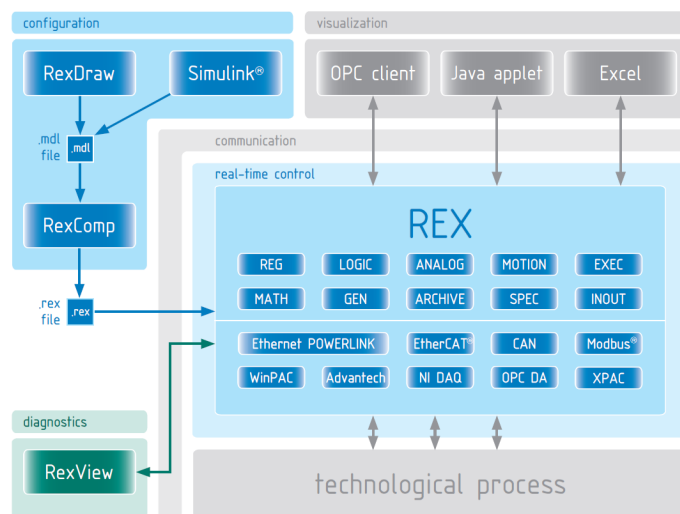 configuration
visualization
RexDraw
Simulink®
OPC client
Java applet
Excel
.mdl
file
.mdl
communication
real-time control
RexComp
REX
REG
LOGIC
ANALOG
MOTION
EXEC
MATH
GEN
ARCHIVE
SPEC
INOUT
.rex
file
.rex
Ethernet POWERLINK
EtherCAT®
CAN
Modbus®
WinPAC
Advantech
NI DAQ
OPC DA
XPAC
diagnostics
RexView
technological process